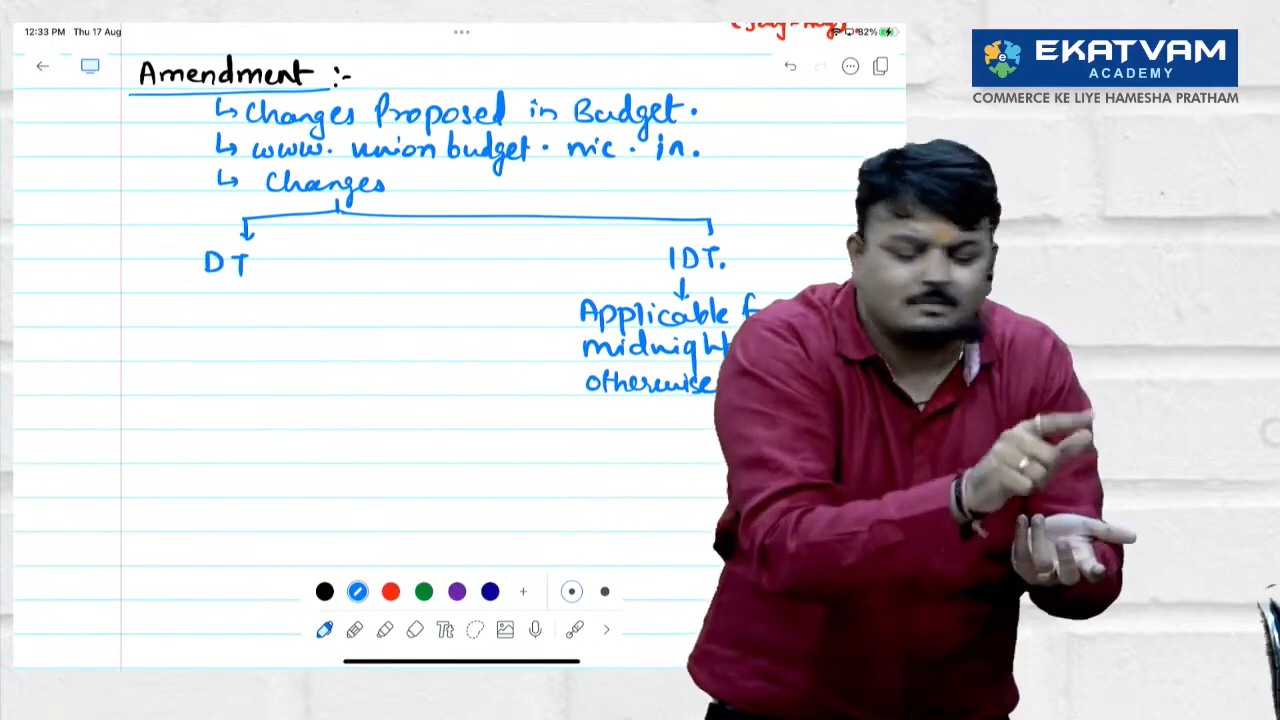 12:33 PM Thu 17 Aug
82%
EKATVAM
ACADEMY
COMMERCE KE LIYE HAMESHA PRATHAM
Amendment :-
↳ Changes Proposed in Budget.
↳ www. union budget. nic. in.
↳ Changes
DT
IDT.
Applicable f
midnight
otherwise
Tt